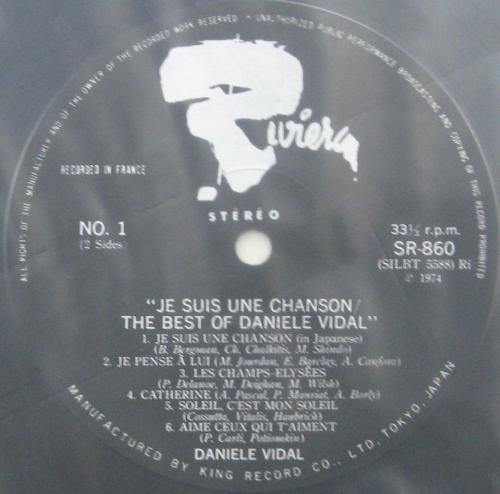 ALL RIGHTS OF THE MANUFACTURER AND OF THE OWNER OF THE RECORDED WORK RESERVED • UNAUTHORIZED PUBLIC PERFORMANCE BROADCASTING AND COPYING OF THIS RECORD PROHIBITED
Riviera
RECORDED IN FRANCE
STÉRÉO
NO. 1
(2 Sides)
33⅓ r.p.m.
SR-860
(SILBT 5588) Ri
℗ 1974
"JE SUIS UNE CHANSON/
THE BEST OF DANIELE VIDAL"
1. JE SUIS UNE CHANSON (in Japanese)
(B. Bergman, Ch. Chalkitis, M. Shindo)
2. JE PENSE À LUI (M. Jourdan, E. Barclay, A. Canfora)
3. LES CHAMPS-ELYSÉES
(P. Delanoe, M. Deighan, M. Wilsh)
4. CATHERINE (A. Pascal, P. Mauriat, A. Borly)
5. SOLEIL, C'EST MON SOLEIL
(Cossutta, Vitalis, Haubrich)
6. AIME CEUX QUI T'AIMENT
(P. Carli, Potiomkin)
DANIELE VIDAL
MANUFACTURED BY KING RECORD CO., LTD. TOKYO, JAPAN